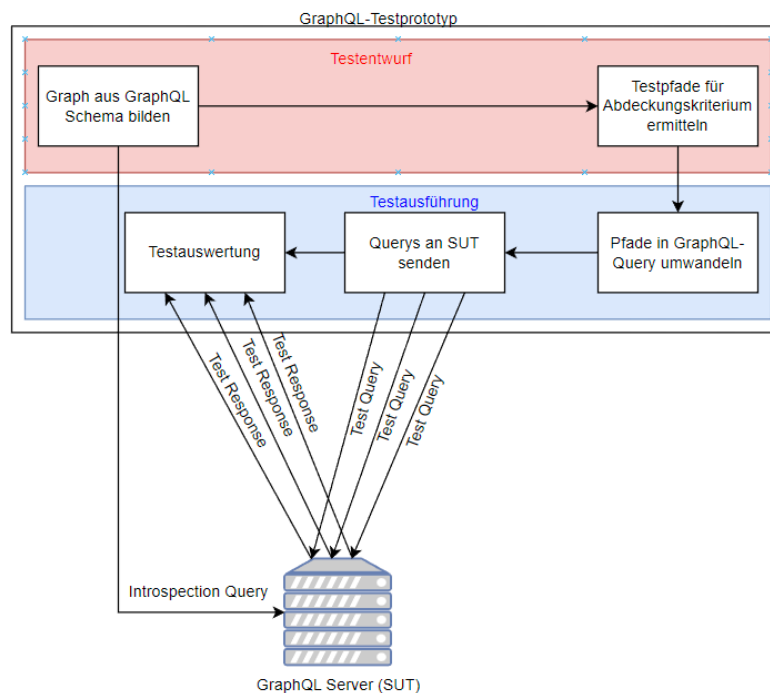 GraphQL-Testprototyp
Testentwurf
Graph aus GraphQL
Schema bilden
Testpfade für
Abdeckungskriterium
ermitteln
Testausführung
Testauswertung
Querys an SUT
senden
Pfade in GraphQL-
Query umwandeln
Test Response
Test Response
Test Response
Test Query
Test Query
Test Query
Introspection Query
GraphQL Server (SUT)